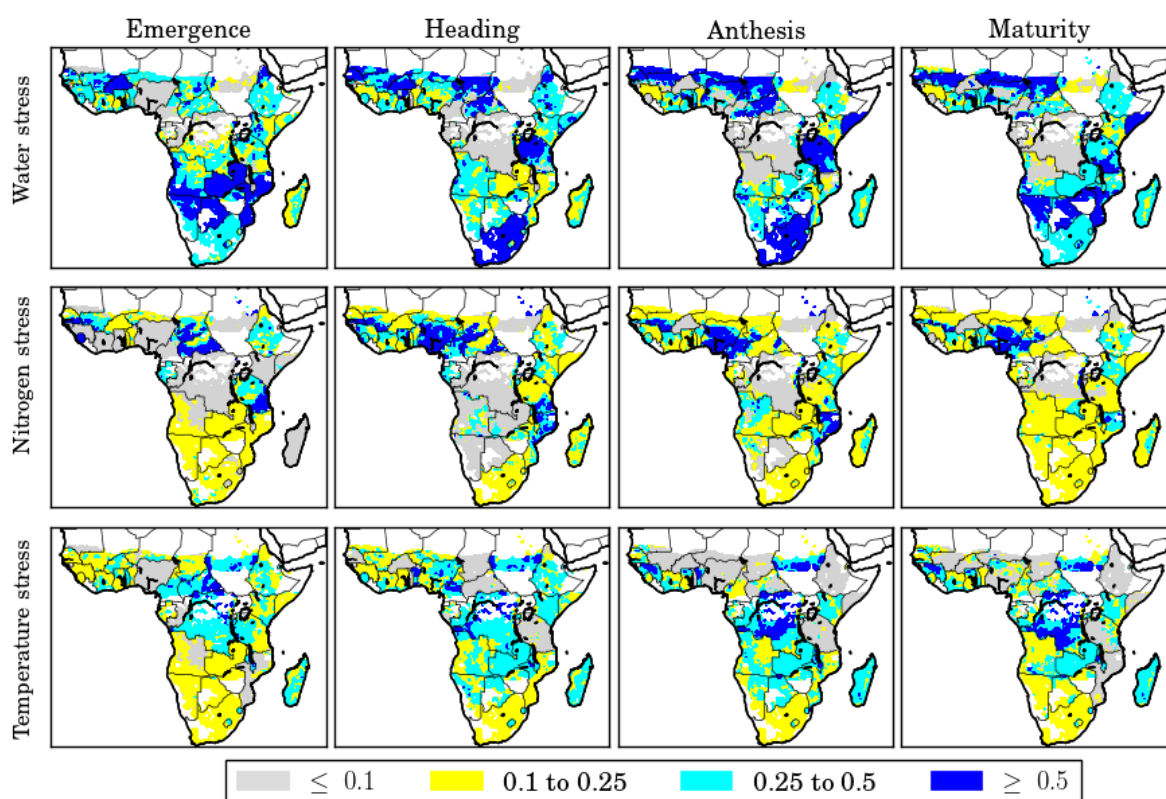 Emergence Heading Anthesis Maturity
Water stress
Nitrogen stress
Temperature stress
≤ 0.1 0.1 to 0.25 0.25 to 0.5 ≥ 0.5